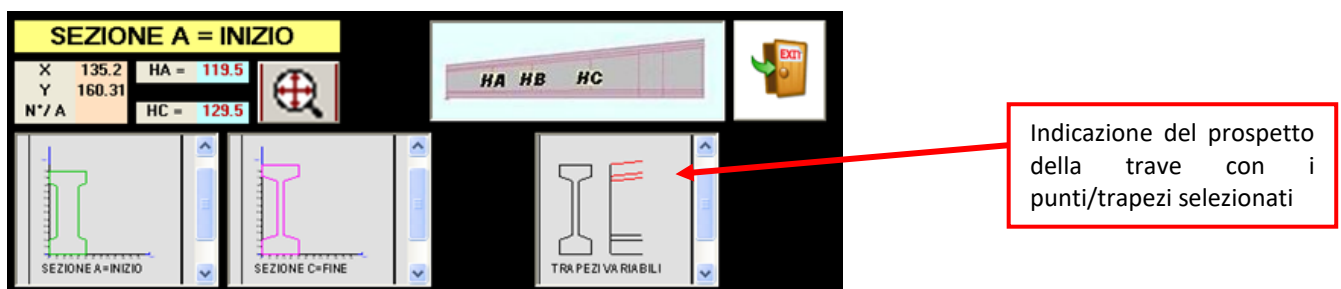 SEZIONE A = INIZIO
X 135.2 HA = 119.5
Y 160.31
N°/A HC = 129.5
HA HB HC
EXIT
SEZIONE A=INIZIO
SEZIONE C=FINE
TRAPEZI VARIABILI
Indicazione del prospetto
della trave con i
punti/trapezi selezionati